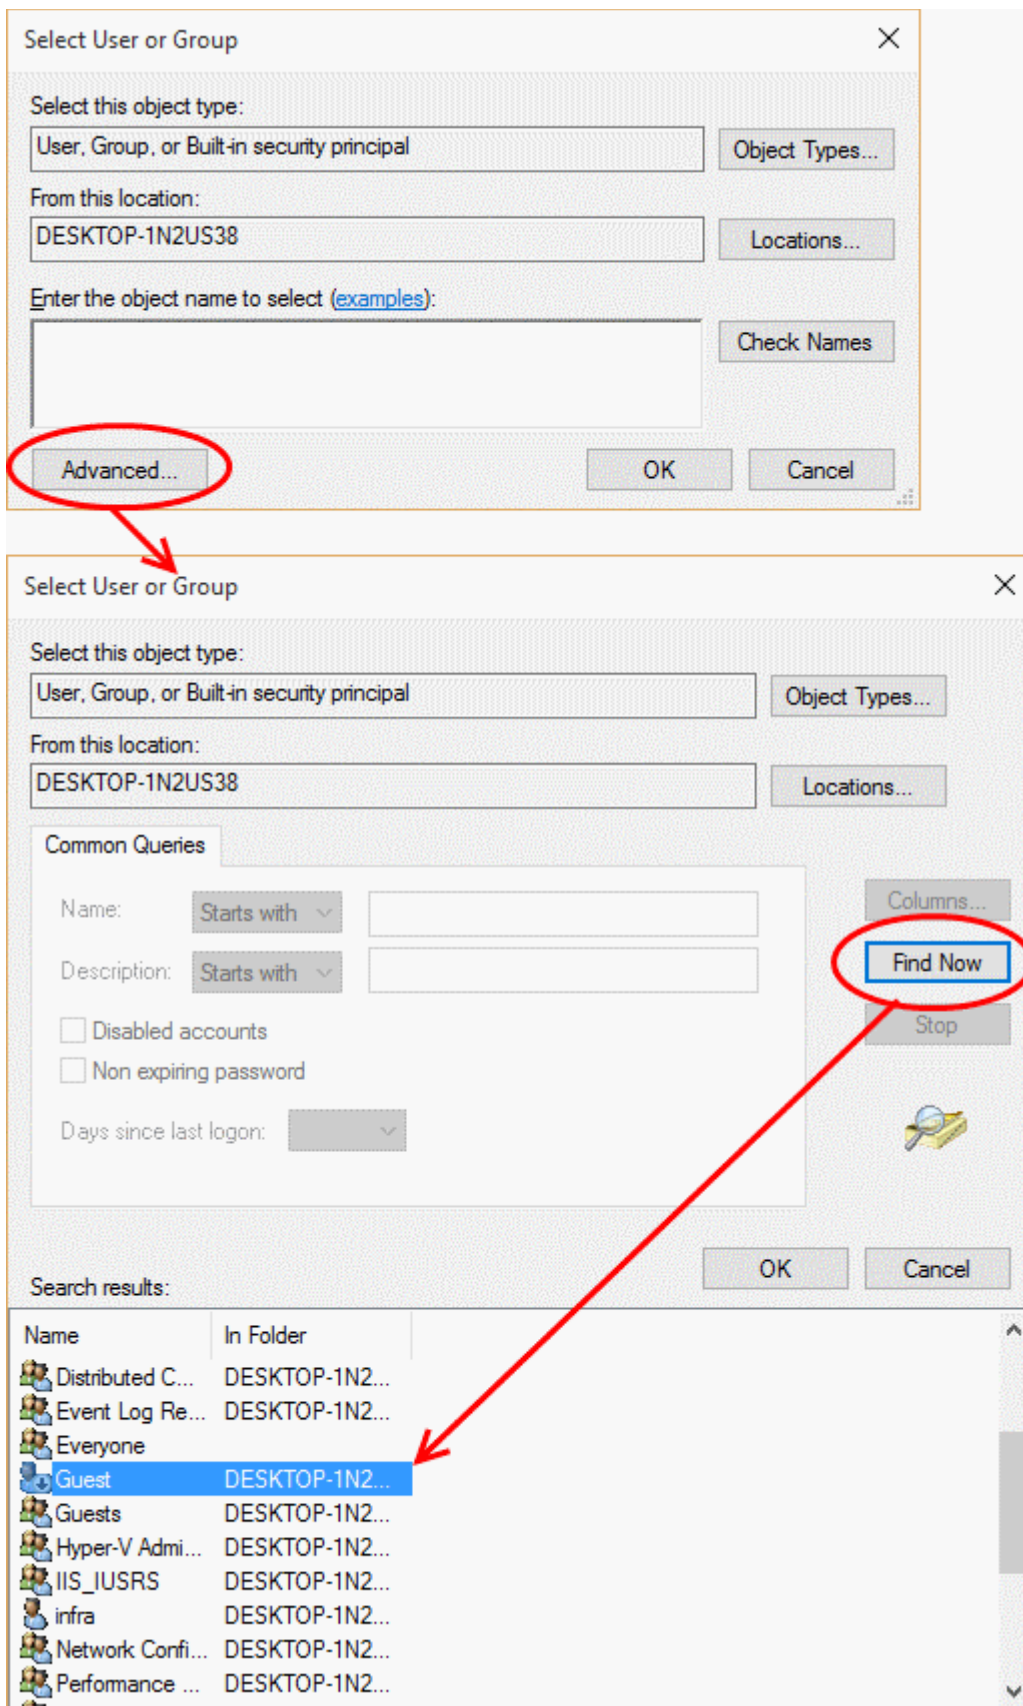 Select User or Group
Select this object type:
User, Group, or Built-in security principal
Object Types...
From this location:
DESKTOP-1N2US38
Locations...
Enter the object name to select (examples):
Check Names
Advanced...
OK
Cancel
Select User or Group
Select this object type:
User, Group, or Built-in security principal
Object Types...
From this location:
DESKTOP-1N2US38
Locations...
Common Queries
Name:
Starts with
Columns...
Description:
Starts with
Find Now
Disabled accounts
Stop
Non expiring password
Days since last logon:
OK
Cancel
Search results:
Name In Folder
Distributed C... DESKTOP-1N2...
Event Log Re... DESKTOP-1N2...
Everyone
Guest DESKTOP-1N2...
Guests DESKTOP-1N2...
Hyper-V Admi... DESKTOP-1N2...
IIS_IUSRS DESKTOP-1N2...
infra DESKTOP-1N2...
Network Confi... DESKTOP-1N2...
Performance ... DESKTOP-1N2...